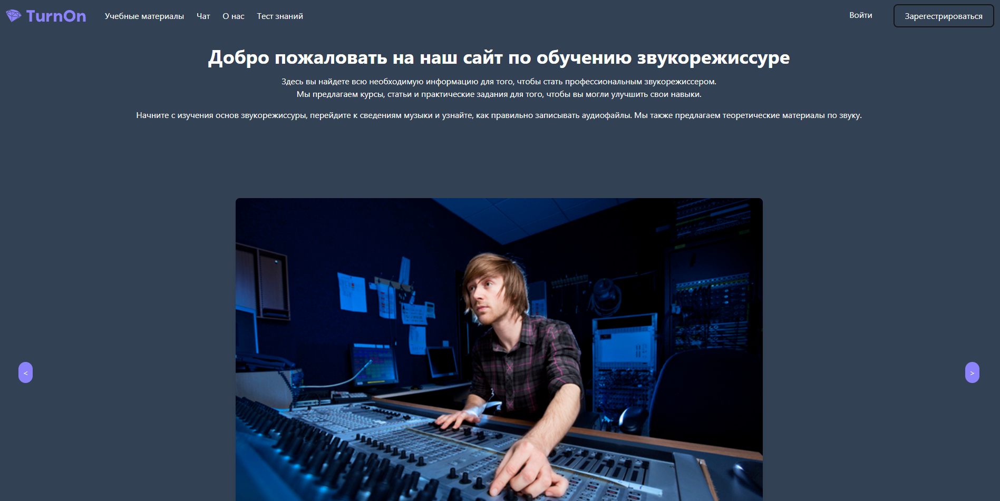 TurnOn Учебные материалы Чат О нас Тест знаний Войти Зарегестрироваться
Добро пожаловать на наш сайт по обучению звукорежиссуре
Здесь вы найдете всю необходимую информацию для того, чтобы стать профессиональным звукорежиссером.
Мы предлагаем курсы, статьи и практические задания для того, чтобы вы могли улучшить свои навыки.
Начните с изучения основ звукорежиссуры, перейдите к сведениям музыки и узнайте, как правильно записывать аудиофайлы. Мы также предлагаем теоретические материалы по звуку.
< >